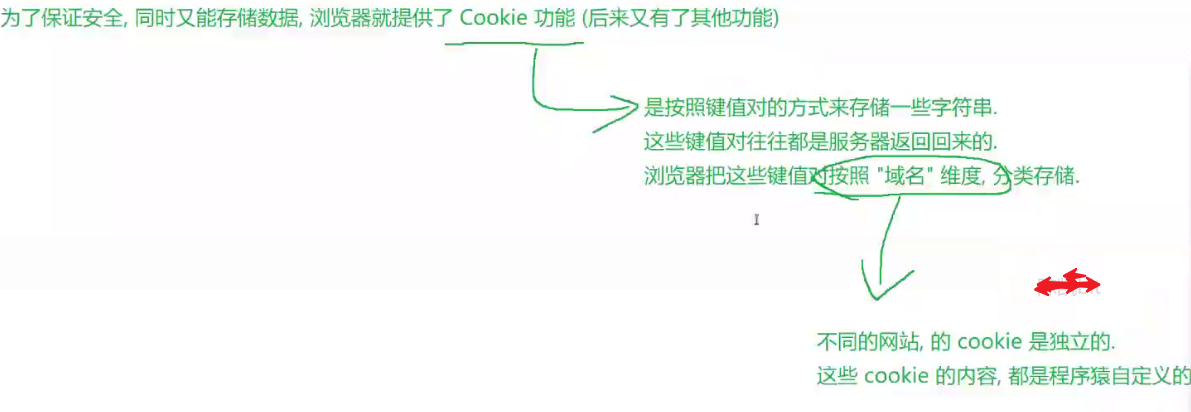 为了保证安全, 同时又能存储数据, 浏览器就提供了 Cookie 功能 (后来又有了其他功能)
是按照键值对的方式来存储一些字符串.
这些键值对往往都是服务器返回回来的.
浏览器把这些键值对按照 "域名" 维度, 分类存储.
不同的网站, 的 cookie 是独立的.
这些 cookie 的内容, 都是程序猿自定义的